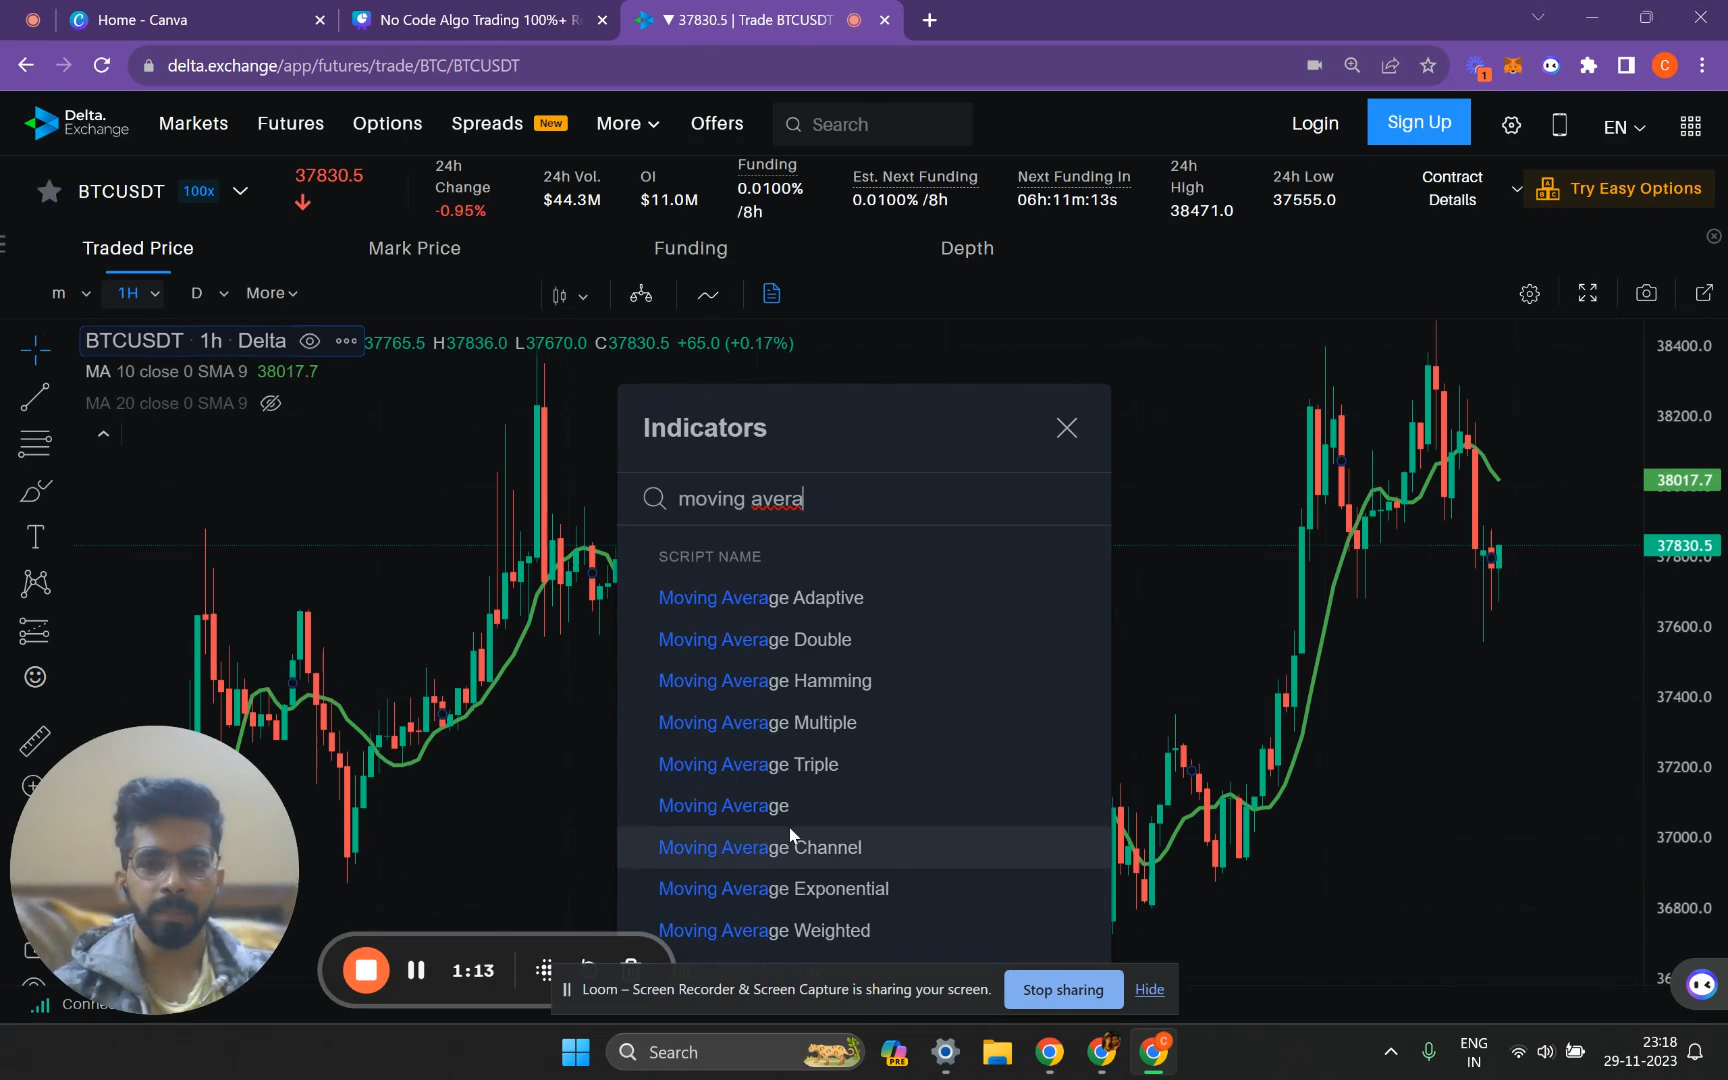 Home - Canva
No Code Algo Trading 100%+ R
▼ 37830.5 | Trade BTCUSDT
delta.exchange/app/futures/trade/BTC/BTCUSDT
1
C
Delta.
Exchange
Markets
Futures
Options
Spreads New
More
Offers
Search
Login
Sign Up
EN
BTCUSDT 100x
37830.5
24h
Change
-0.95%
24h Vol.
$44.3M
OI
$11.0M
Funding
0.0100%
/8h
Est. Next Funding
0.0100% /8h
Next Funding In
06h:11m:13s
24h
High
38471.0
24h Low
37555.0
Contract
Details
Try Easy Options
Traded Price
Mark Price
Funding
Depth
m
1H
D
More
BTCUSDT · 1h · Delta
37765.5 H37836.0 L37670.0 C37830.5 +65.0 (+0.17%)
MA 10 close 0 SMA 9 38017.7
MA 20 close 0 SMA 9
Indicators
moving avera
SCRIPT NAME
Moving Average Adaptive
Moving Average Double
Moving Average Hamming
Moving Average Multiple
Moving Average Triple
Moving Average
Moving Average Channel
Moving Average Exponential
Moving Average Weighted
38400.0
38200.0
38017.7
37830.5
37600.0
37400.0
37200.0
37000.0
36800.0
1:13
Loom – Screen Recorder & Screen Capture is sharing your screen.
Stop sharing
Hide
Search
PRE
C
ENG
IN
23:18
29-11-2023